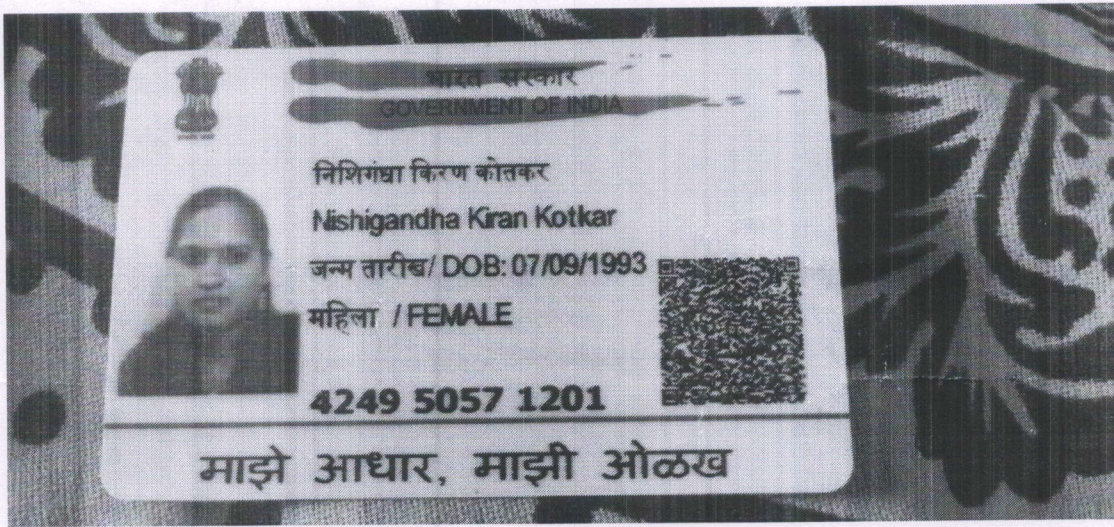 भारत सरकार
GOVERNMENT OF INDIA
निशिगंधा किरण कोतकर
Nishigandha Kiran Kotkar
जन्म तारीख/ DOB: 07/09/1993
महिला / FEMALE
4249 5057 1201
माझे आधार, माझी ओळख